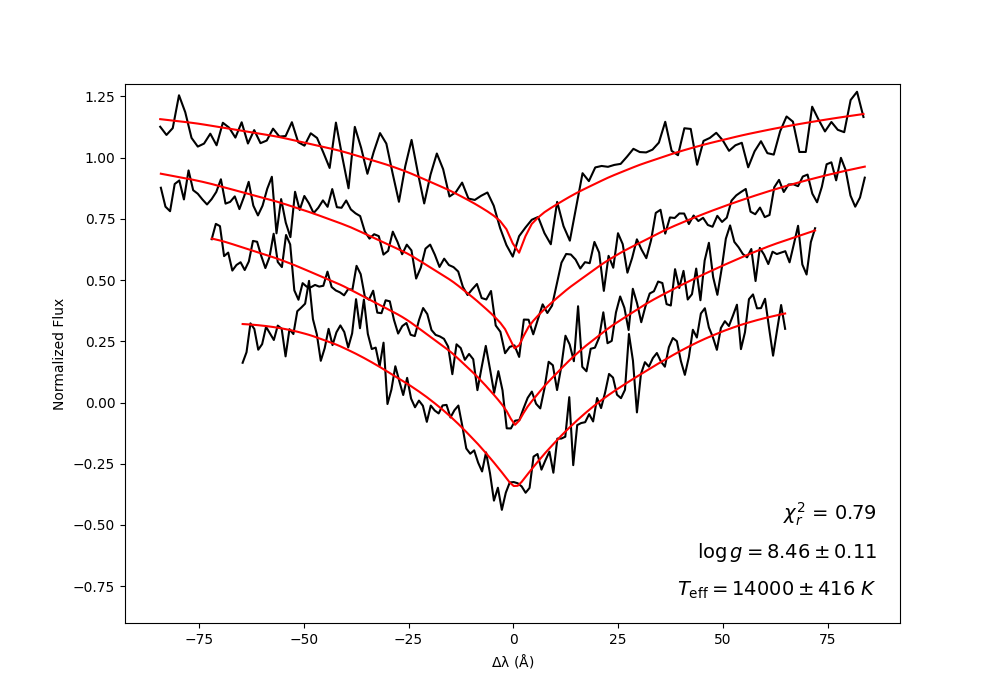 1.25
1.00
0.75
0.50
0.25
0.00
−0.25
−0.50
−0.75
Normalized Flux
χ²ᵣ = 0.79
log g = 8.46 ± 0.11
T_eff = 14000 ± 416 K
−75 −50 −25 0 25 50 75
Δλ (Å)